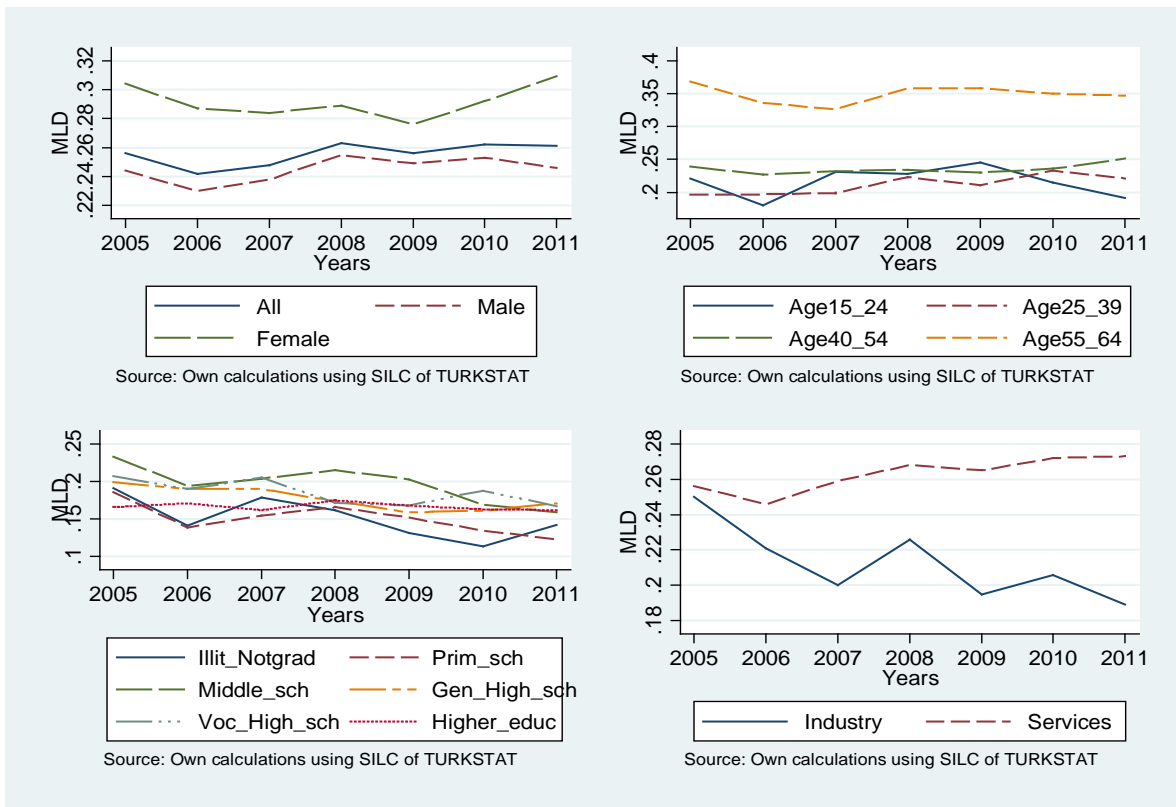 MLD
.22 .24 .26 .28 .3 .32
2005 2006 2007 2008 2009 2010 2011
Years
All Male
Female
Source: Own calculations using SILC of TURKSTAT
MLD
.2 .25 .3 .35 .4
2005 2006 2007 2008 2009 2010 2011
Years
Age15_24 Age25_39
Age40_54 Age55_64
Source: Own calculations using SILC of TURKSTAT
MLD
.1 .15 .2 .25
2005 2006 2007 2008 2009 2010 2011
Years
Illit_Notgrad Prim_sch
Middle_sch Gen_High_sch
Voc_High_sch Higher_educ
Source: Own calculations using SILC of TURKSTAT
MLD
.18 .2 .22 .24 .26 .28
2005 2006 2007 2008 2009 2010 2011
Years
Industry Services
Source: Own calculations using SILC of TURKSTAT